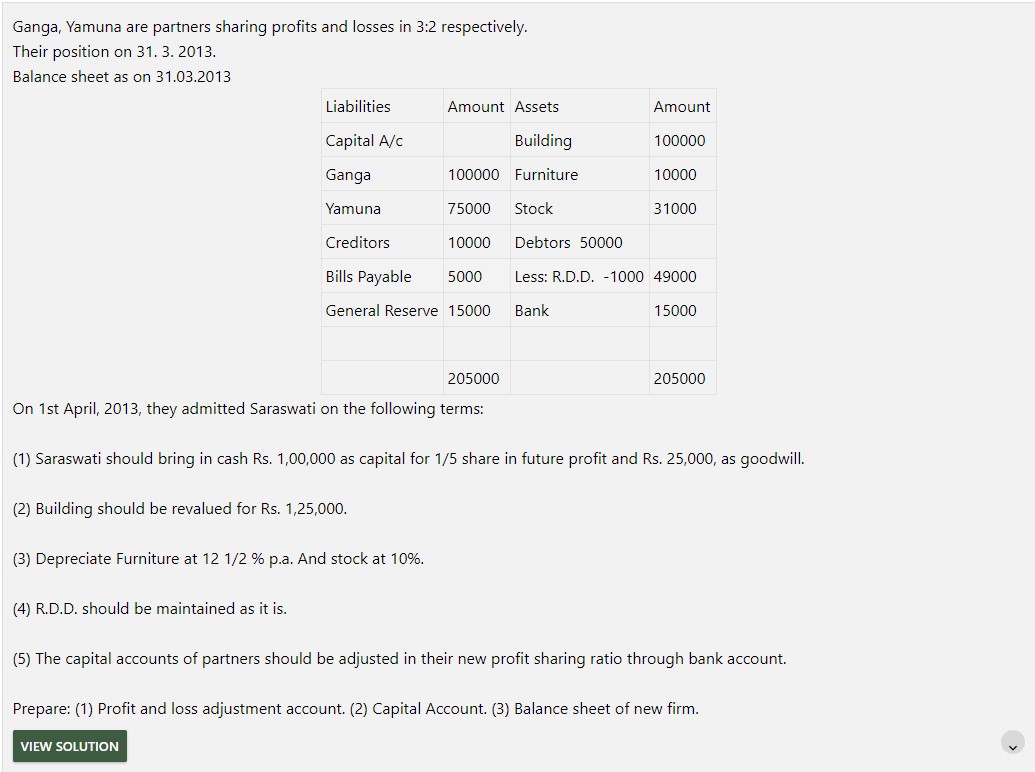 Ganga, Yamuna are partners sharing profits and losses in 3:2 respectively.
Their position on 31. 3. 2013.
Balance sheet as on 31.03.2013
Liabilities Amount Assets Amount
Capital A/c Building 100000
Ganga 100000 Furniture 10000
Yamuna 75000 Stock 31000
Creditors 10000 Debtors 50000
Bills Payable 5000 Less: R.D.D. -1000 49000
General Reserve 15000 Bank 15000
205000 205000
On 1st April, 2013, they admitted Saraswati on the following terms:
(1) Saraswati should bring in cash Rs. 1,00,000 as capital for 1/5 share in future profit and Rs. 25,000, as goodwill.
(2) Building should be revalued for Rs. 1,25,000.
(3) Depreciate Furniture at 12 1/2 % p.a. And stock at 10%.
(4) R.D.D. should be maintained as it is.
(5) The capital accounts of partners should be adjusted in their new profit sharing ratio through bank account.
Prepare: (1) Profit and loss adjustment account. (2) Capital Account. (3) Balance sheet of new firm.
VIEW SOLUTION